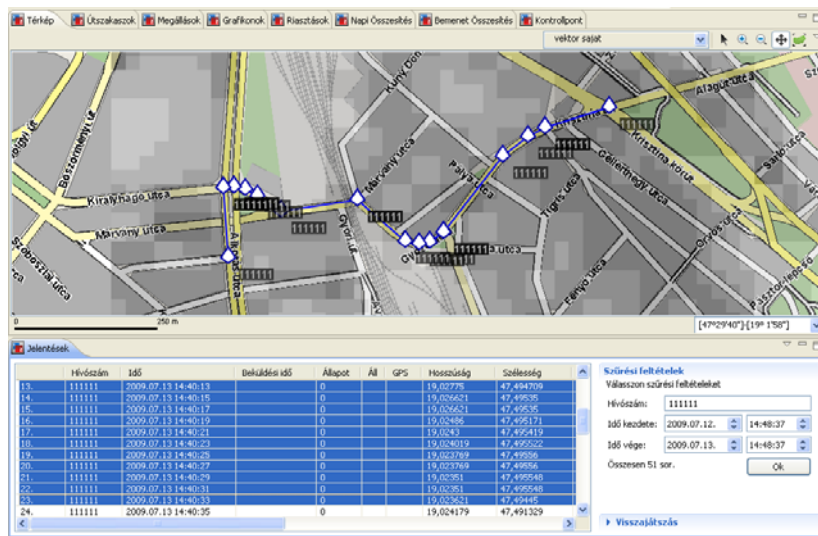 Térkép Útszakaszok Megállások Grafikonok Riasztások Napi Összesítés Bemenet Összesítés Kontrollpont
vektor sajat
Böszörményi út
Királyhágó utca
Márvány utca
Szoboszlai utca
Alkotás utca
Győri út
Márvány utca
Pálya utca
Tigris utca
Gellérthegy utca
Krisztina körút
Alagút utca
Sarló utca
Orvos utca
Fényő utca
Pásztor lépcső
111111
0 250 m
[47°29'40"]-[19° 1'58"]
Jelentések
Hívószám Idő Beküldési idő Állapot Áll GPS Hosszúság Szélesség
13. 111111 2009.07.13 14:40:13 0 19,02775 47,494709
14. 111111 2009.07.13 14:40:15 0 19,026621 47,49535
15. 111111 2009.07.13 14:40:17 0 19,026621 47,49535
16. 111111 2009.07.13 14:40:19 0 19,02486 47,495171
17. 111111 2009.07.13 14:40:21 0 19,0243 47,495419
18. 111111 2009.07.13 14:40:23 0 19,024019 47,495522
19. 111111 2009.07.13 14:40:25 0 19,023769 47,49556
20. 111111 2009.07.13 14:40:27 0 19,023769 47,49556
21. 111111 2009.07.13 14:40:29 0 19,02351 47,495548
22. 111111 2009.07.13 14:40:31 0 19,02351 47,495548
23. 111111 2009.07.13 14:40:33 0 19,023621 47,49445
24. 111111 2009.07.13 14:40:35 0 19,024179 47,491329
Szűrési feltételek
Válasszon szűrési feltételeket
Hívószám: 111111
Idő kezdete: 2009.07.12. 14:48:37
Idő vége: 2009.07.13. 14:48:37
Összesen 51 sor. Ok
Visszajátszás